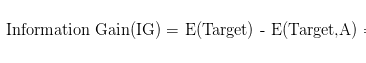 Information Gain(IG) = E(Target) - E(Target,A) =